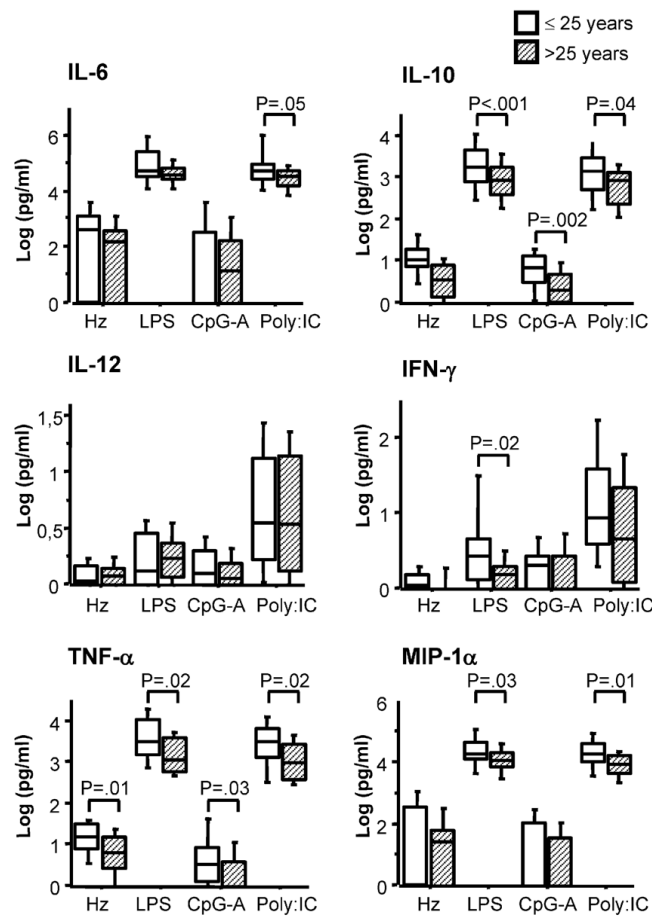 ≤ 25 years
>25 years
IL-6
IL-10
P=.05
P<.001
P=.04
P=.002
Log (pg/ml)
6
4
2
0
Hz LPS CpG-A Poly:IC
Log (pg/ml)
4
3
2
1
0
Hz LPS CpG-A Poly:IC
IL-12
IFN-γ
Log (pg/ml)
1.5
1
0.5
0
Hz LPS CpG-A Poly:IC
P=.02
Log (pg/ml)
2
1
0
Hz LPS CpG-A Poly:IC
TNF-α
MIP-1α
P=.02 P=.02
P=.01
P=.03
Log (pg/ml)
4
3
2
1
0
Hz LPS CpG-A Poly:IC
P=.03 P=.01
Log (pg/ml)
6
4
2
0
Hz LPS CpG-A Poly:IC